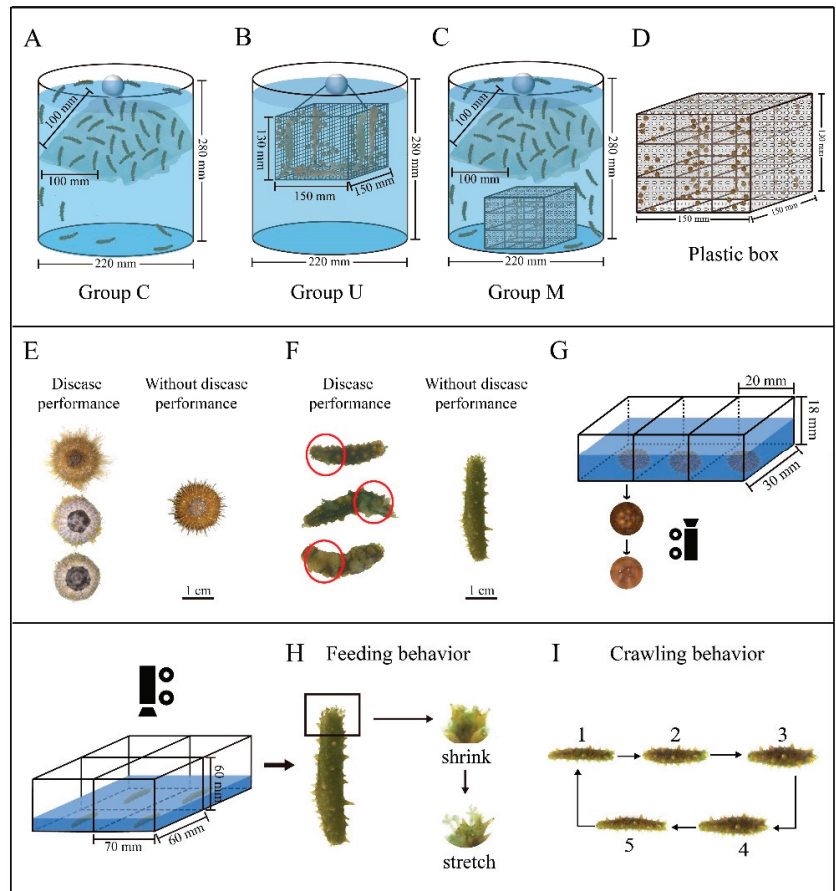 A
B
C
D
100 mm
100 mm
280 mm
220 mm
Group C
130 mm
150 mm
150 mm
280 mm
220 mm
Group U
100 mm
100 mm
280 mm
220 mm
Group M
130 mm
150 mm
150 mm
Plastic box
E
Disease
performance
Without disease
performance
1 cm
F
Disease
performance
Without disease
performance
1 cm
G
20 mm
18 mm
30 mm
60 mm
60 mm
70 mm
H Feeding behavior
shrink
stretch
I Crawling behavior
1
2
3
4
5